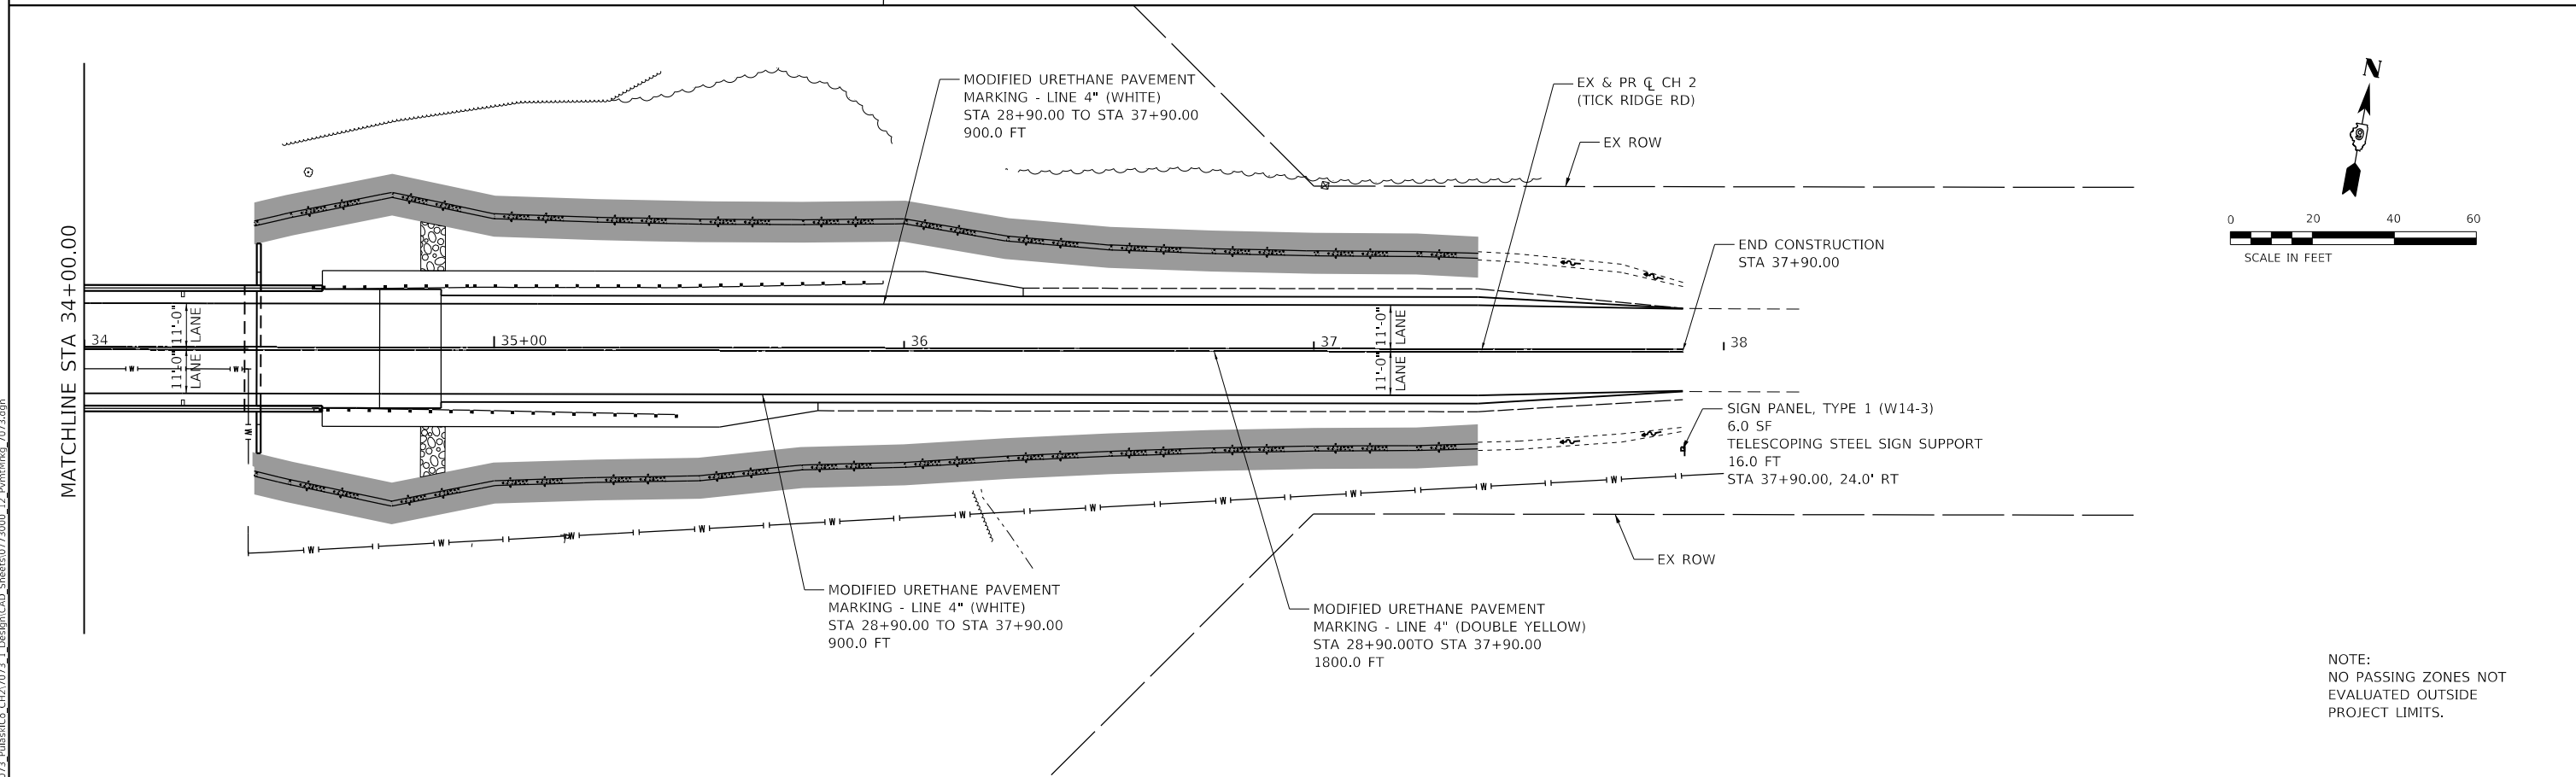 MODIFIED URETHANE PAVEMENT
MARKING - LINE 4" (WHITE)
STA 28+90.00 TO STA 37+90.00
900.0 FT
EX & PR ℄ CH 2
(TICK RIDGE RD)
EX ROW
N
0 20 40 60
SCALE IN FEET
END CONSTRUCTION
STA 37+90.00
MATCHLINE STA 34+00.00
34
35+00
36
37
38
11'-0"
LANE
11'-0"
LANE
11'-0"
LANE
11'-0"
LANE
W W
W
SIGN PANEL, TYPE 1 (W14-3)
6.0 SF
TELESCOPING STEEL SIGN SUPPORT
16.0 FT
STA 37+90.00, 24.0' RT
W W W W W W W W W W W
EX ROW
MODIFIED URETHANE PAVEMENT
MARKING - LINE 4" (WHITE)
STA 28+90.00 TO STA 37+90.00
900.0 FT
MODIFIED URETHANE PAVEMENT
MARKING - LINE 4" (DOUBLE YELLOW)
STA 28+90.00TO STA 37+90.00
1800.0 FT
NOTE:
NO PASSING ZONES NOT
EVALUATED OUTSIDE
PROJECT LIMITS.